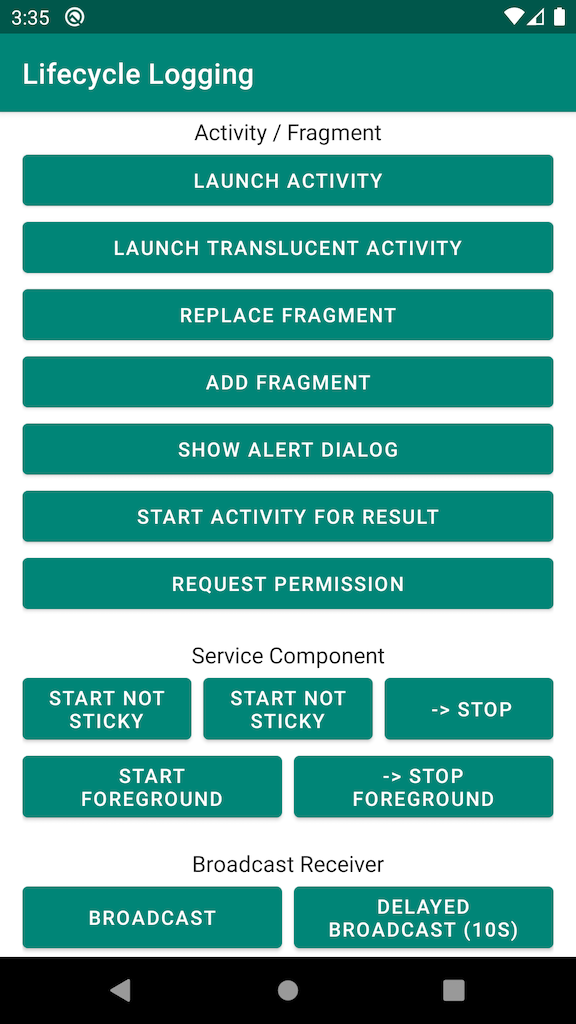 3:35
Lifecycle Logging
Activity / Fragment
LAUNCH ACTIVITY
LAUNCH TRANSLUCENT ACTIVITY
REPLACE FRAGMENT
ADD FRAGMENT
SHOW ALERT DIALOG
START ACTIVITY FOR RESULT
REQUEST PERMISSION
Service Component
START NOT
STICKY
START NOT
STICKY
-> STOP
START
FOREGROUND
-> STOP
FOREGROUND
Broadcast Receiver
BROADCAST
DELAYED
BROADCAST (10S)